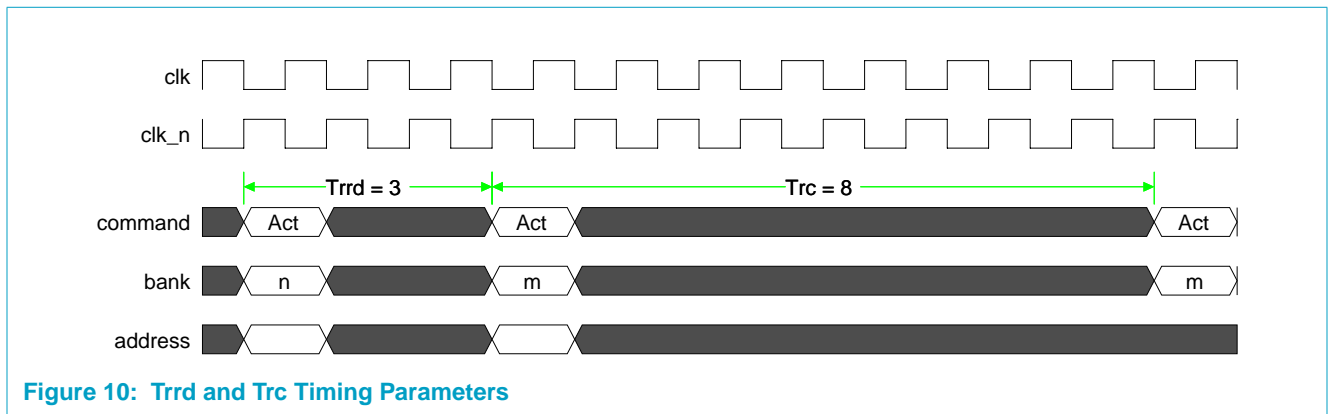 clk
clk_n
Trrd = 3 Trc = 8
command Act Act Act
bank n m m
address
Figure 10: Trrd and Trc Timing Parameters